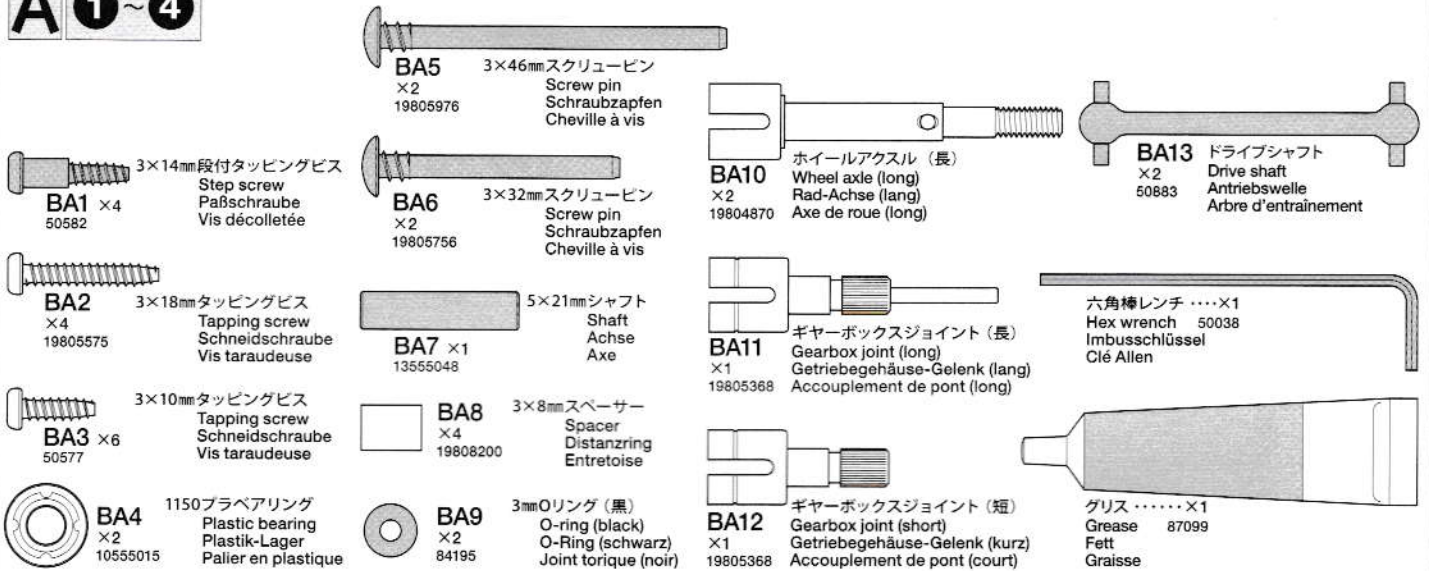 A 1~4
BA1 ×4
50582
3×14mm段付タッピングビス
Step screw
Paßschraube
Vis décolletée
BA2
×4
19805575
3×18mmタッピングビス
Tapping screw
Schneidschraube
Vis taraudeuse
BA3 ×6
50577
3×10mmタッピングビス
Tapping screw
Schneidschraube
Vis taraudeuse
BA4
×2
10555015
1150プラベアリング
Plastic bearing
Plastik-Lager
Palier en plastique
BA5
×2
19805976
3×46mmスクリューピン
Screw pin
Schraubzapfen
Cheville à vis
BA6
×2
19805756
3×32mmスクリューピン
Screw pin
Schraubzapfen
Cheville à vis
BA7 ×1
13555048
5×21mmシャフト
Shaft
Achse
Axe
BA8
×4
19808200
3×8mmスペーサー
Spacer
Distanzring
Entretoise
BA9
×2
84195
3mmOリング（黒）
O-ring (black)
O-Ring (schwarz)
Joint torique (noir)
BA10
×2
19804870
ホイールアクスル（長）
Wheel axle (long)
Rad-Achse (lang)
Axe de roue (long)
BA11
×1
19805368
ギヤーボックスジョイント（長）
Gearbox joint (long)
Getriebegehäuse-Gelenk (lang)
Accouplement de pont (long)
BA12
×1
19805368
ギヤーボックスジョイント（短）
Gearbox joint (short)
Getriebegehäuse-Gelenk (kurz)
Accouplement de pont (court)
BA13
×2
50883
ドライブシャフト
Drive shaft
Antriebswelle
Arbre d'entraînement
六角棒レンチ ････×1
Hex wrench 50038
Imbusschlüssel
Clé Allen
グリス ･･････×1
Grease 87099
Fett
Graisse